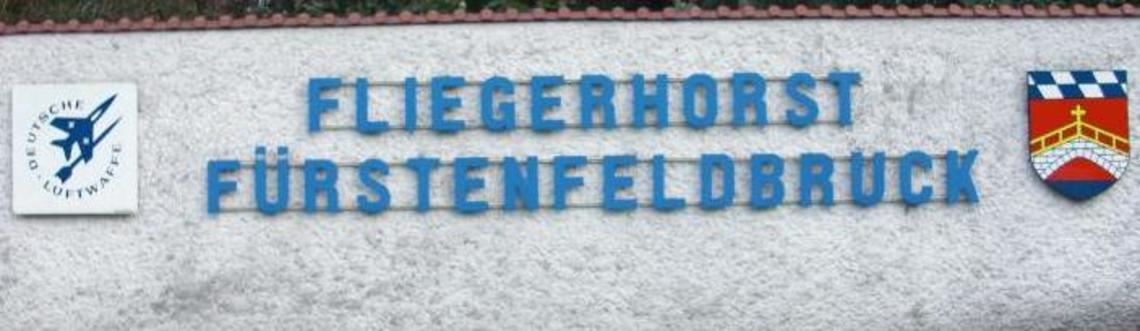 FLIEGERHORST
FÜRSTENFELDBRUCK
DEUTSCHE
LUFTWAFFE